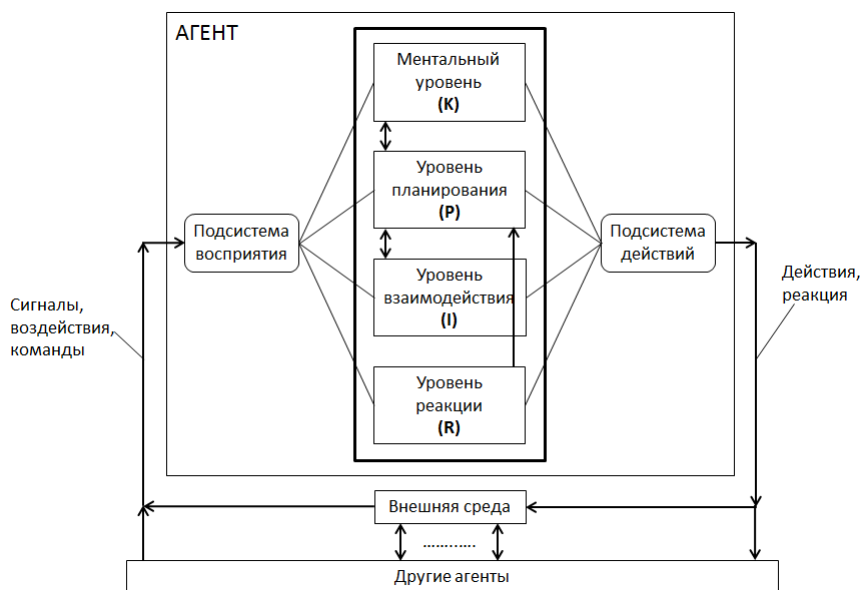 АГЕНТ
Ментальный
уровень
(K)
Уровень
планирования
(P)
Подсистема
восприятия
Подсистема
действий
Уровень
взаимодействия
(I)
Сигналы,
воздействия,
команды
Действия,
реакция
Уровень
реакции
(R)
Внешняя среда
............
Другие агенты